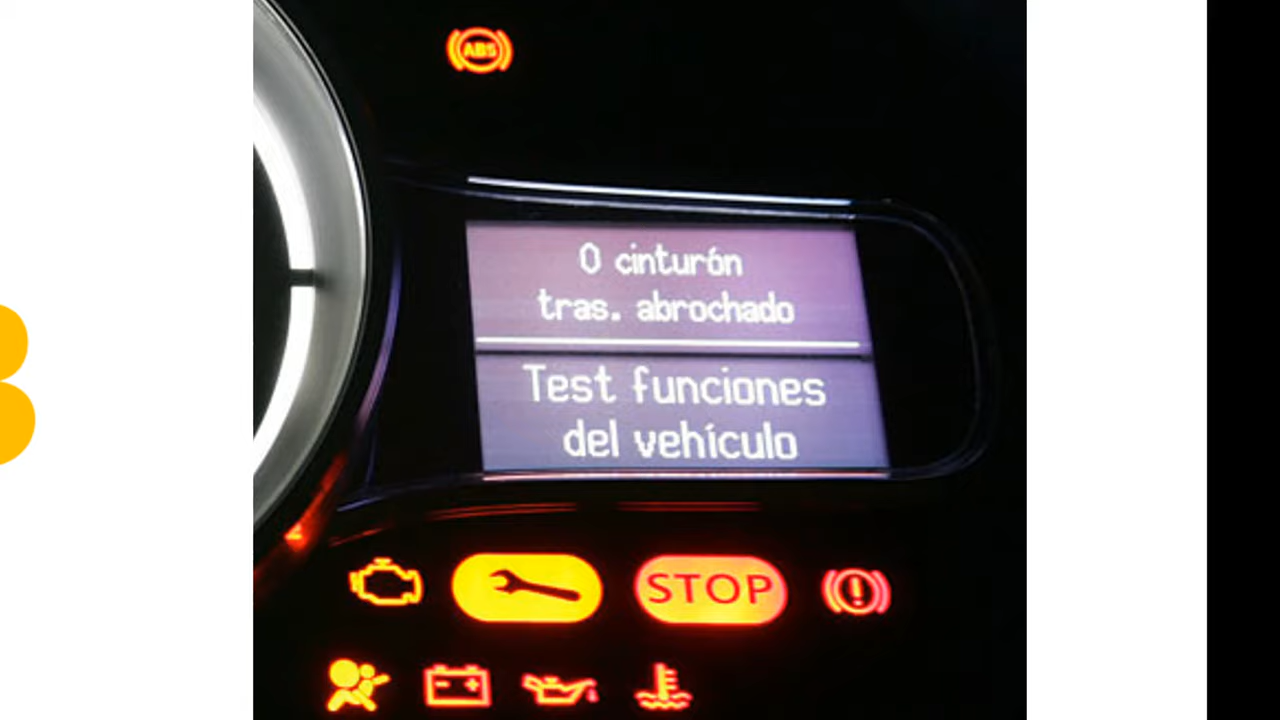 ABS
0 cinturón
tras. abrochado
Test funciones
del vehículo
STOP